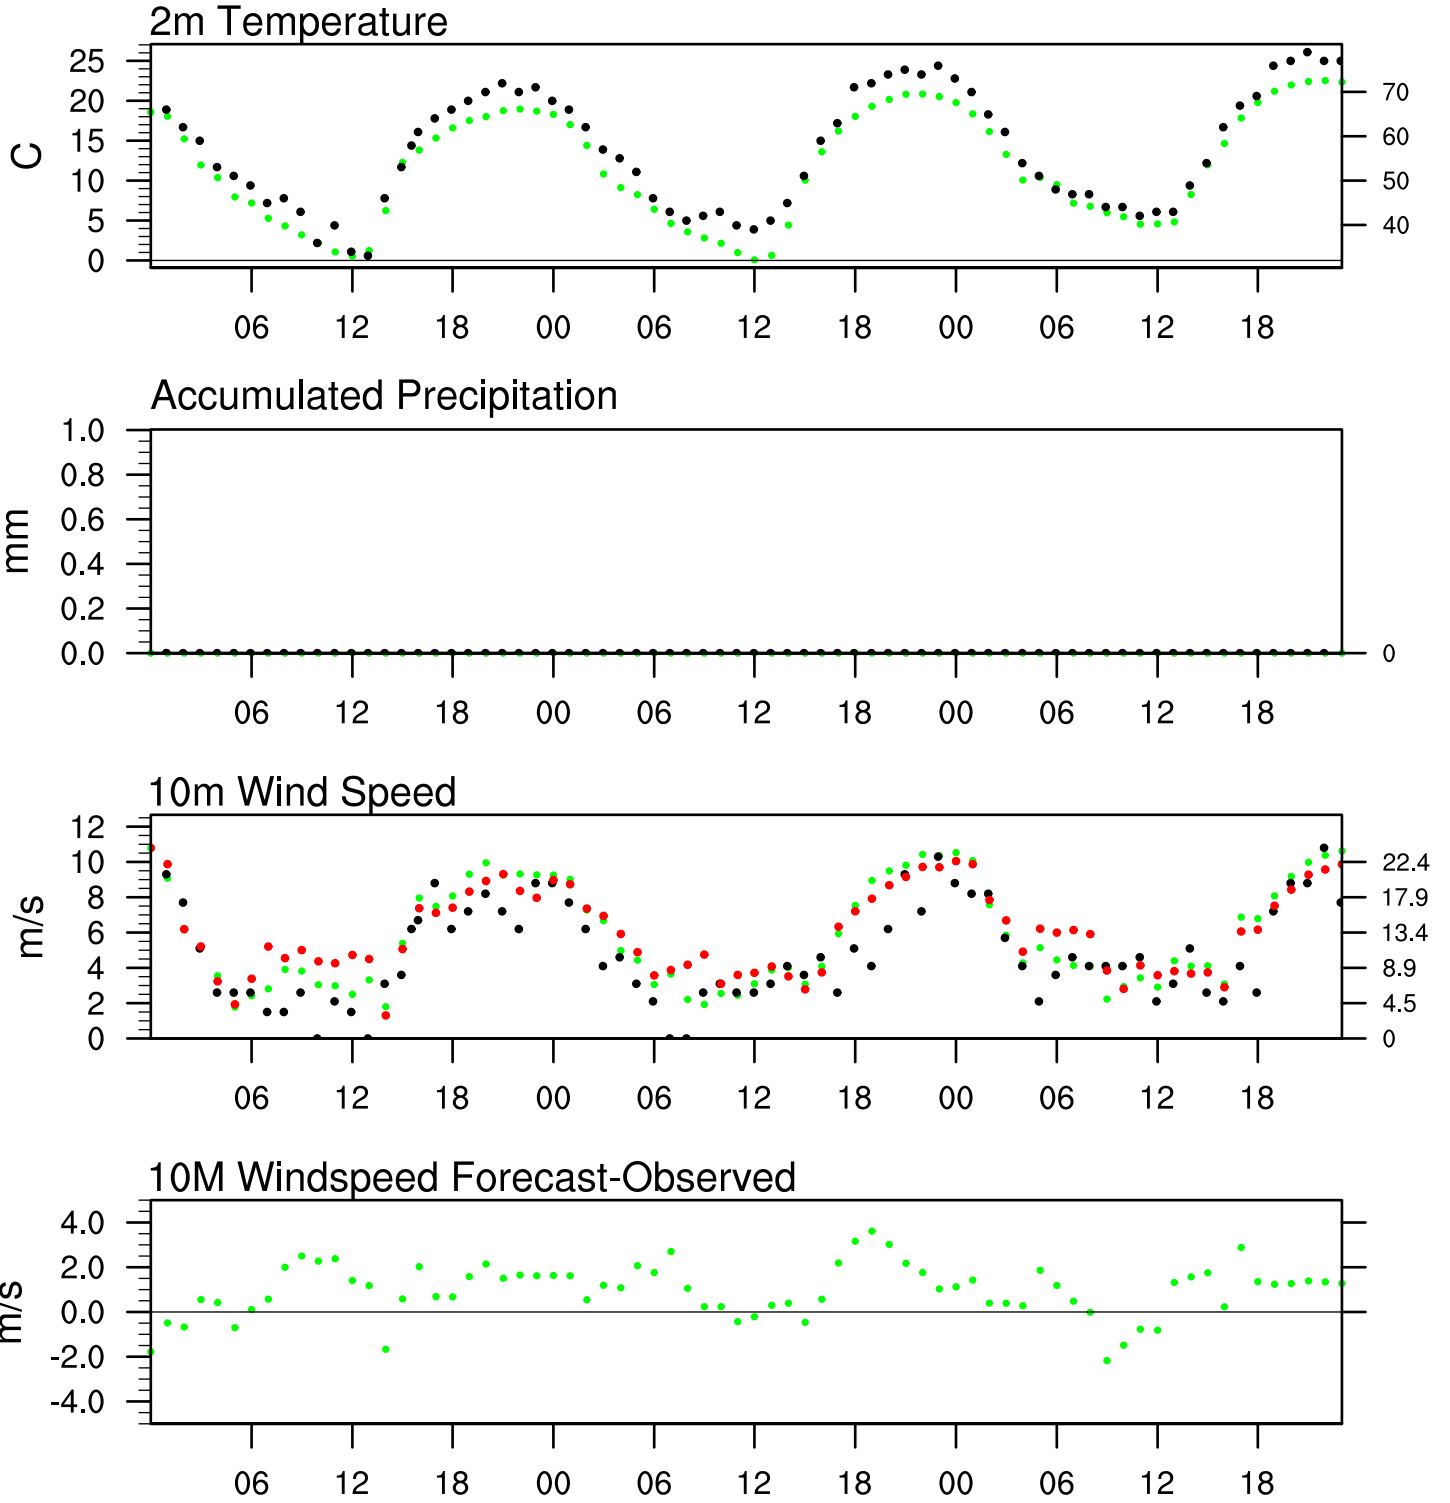 2m Temperature
25
20
15
10
5
0
C
70
60
50
40
06 12 18 00 06 12 18 00 06 12 18
Accumulated Precipitation
1.0
0.8
0.6
0.4
0.2
0.0
mm
0
06 12 18 00 06 12 18 00 06 12 18
10m Wind Speed
12
10
8
6
4
2
0
m/s
22.4
17.9
13.4
8.9
4.5
0
06 12 18 00 06 12 18 00 06 12 18
10M Windspeed Forecast-Observed
4.0
2.0
0.0
-2.0
-4.0
m/s
06 12 18 00 06 12 18 00 06 12 18